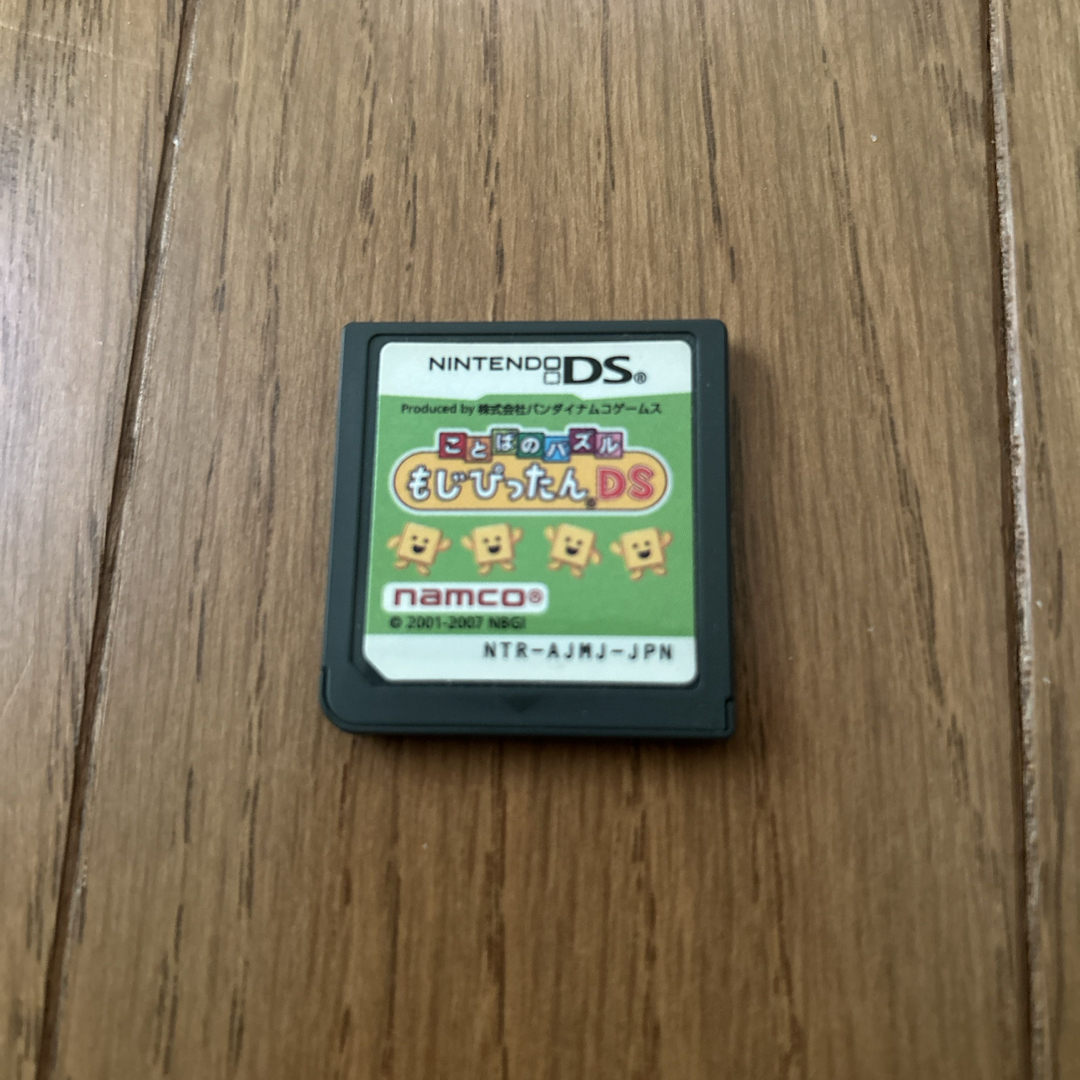 NINTENDO DS®
Produced by 株式会社バンダイナムコゲームス
ことばのパズル
もじぴったん® DS
namco®
© 2001-2007 NBGI
NTR-AJMJ-JPN